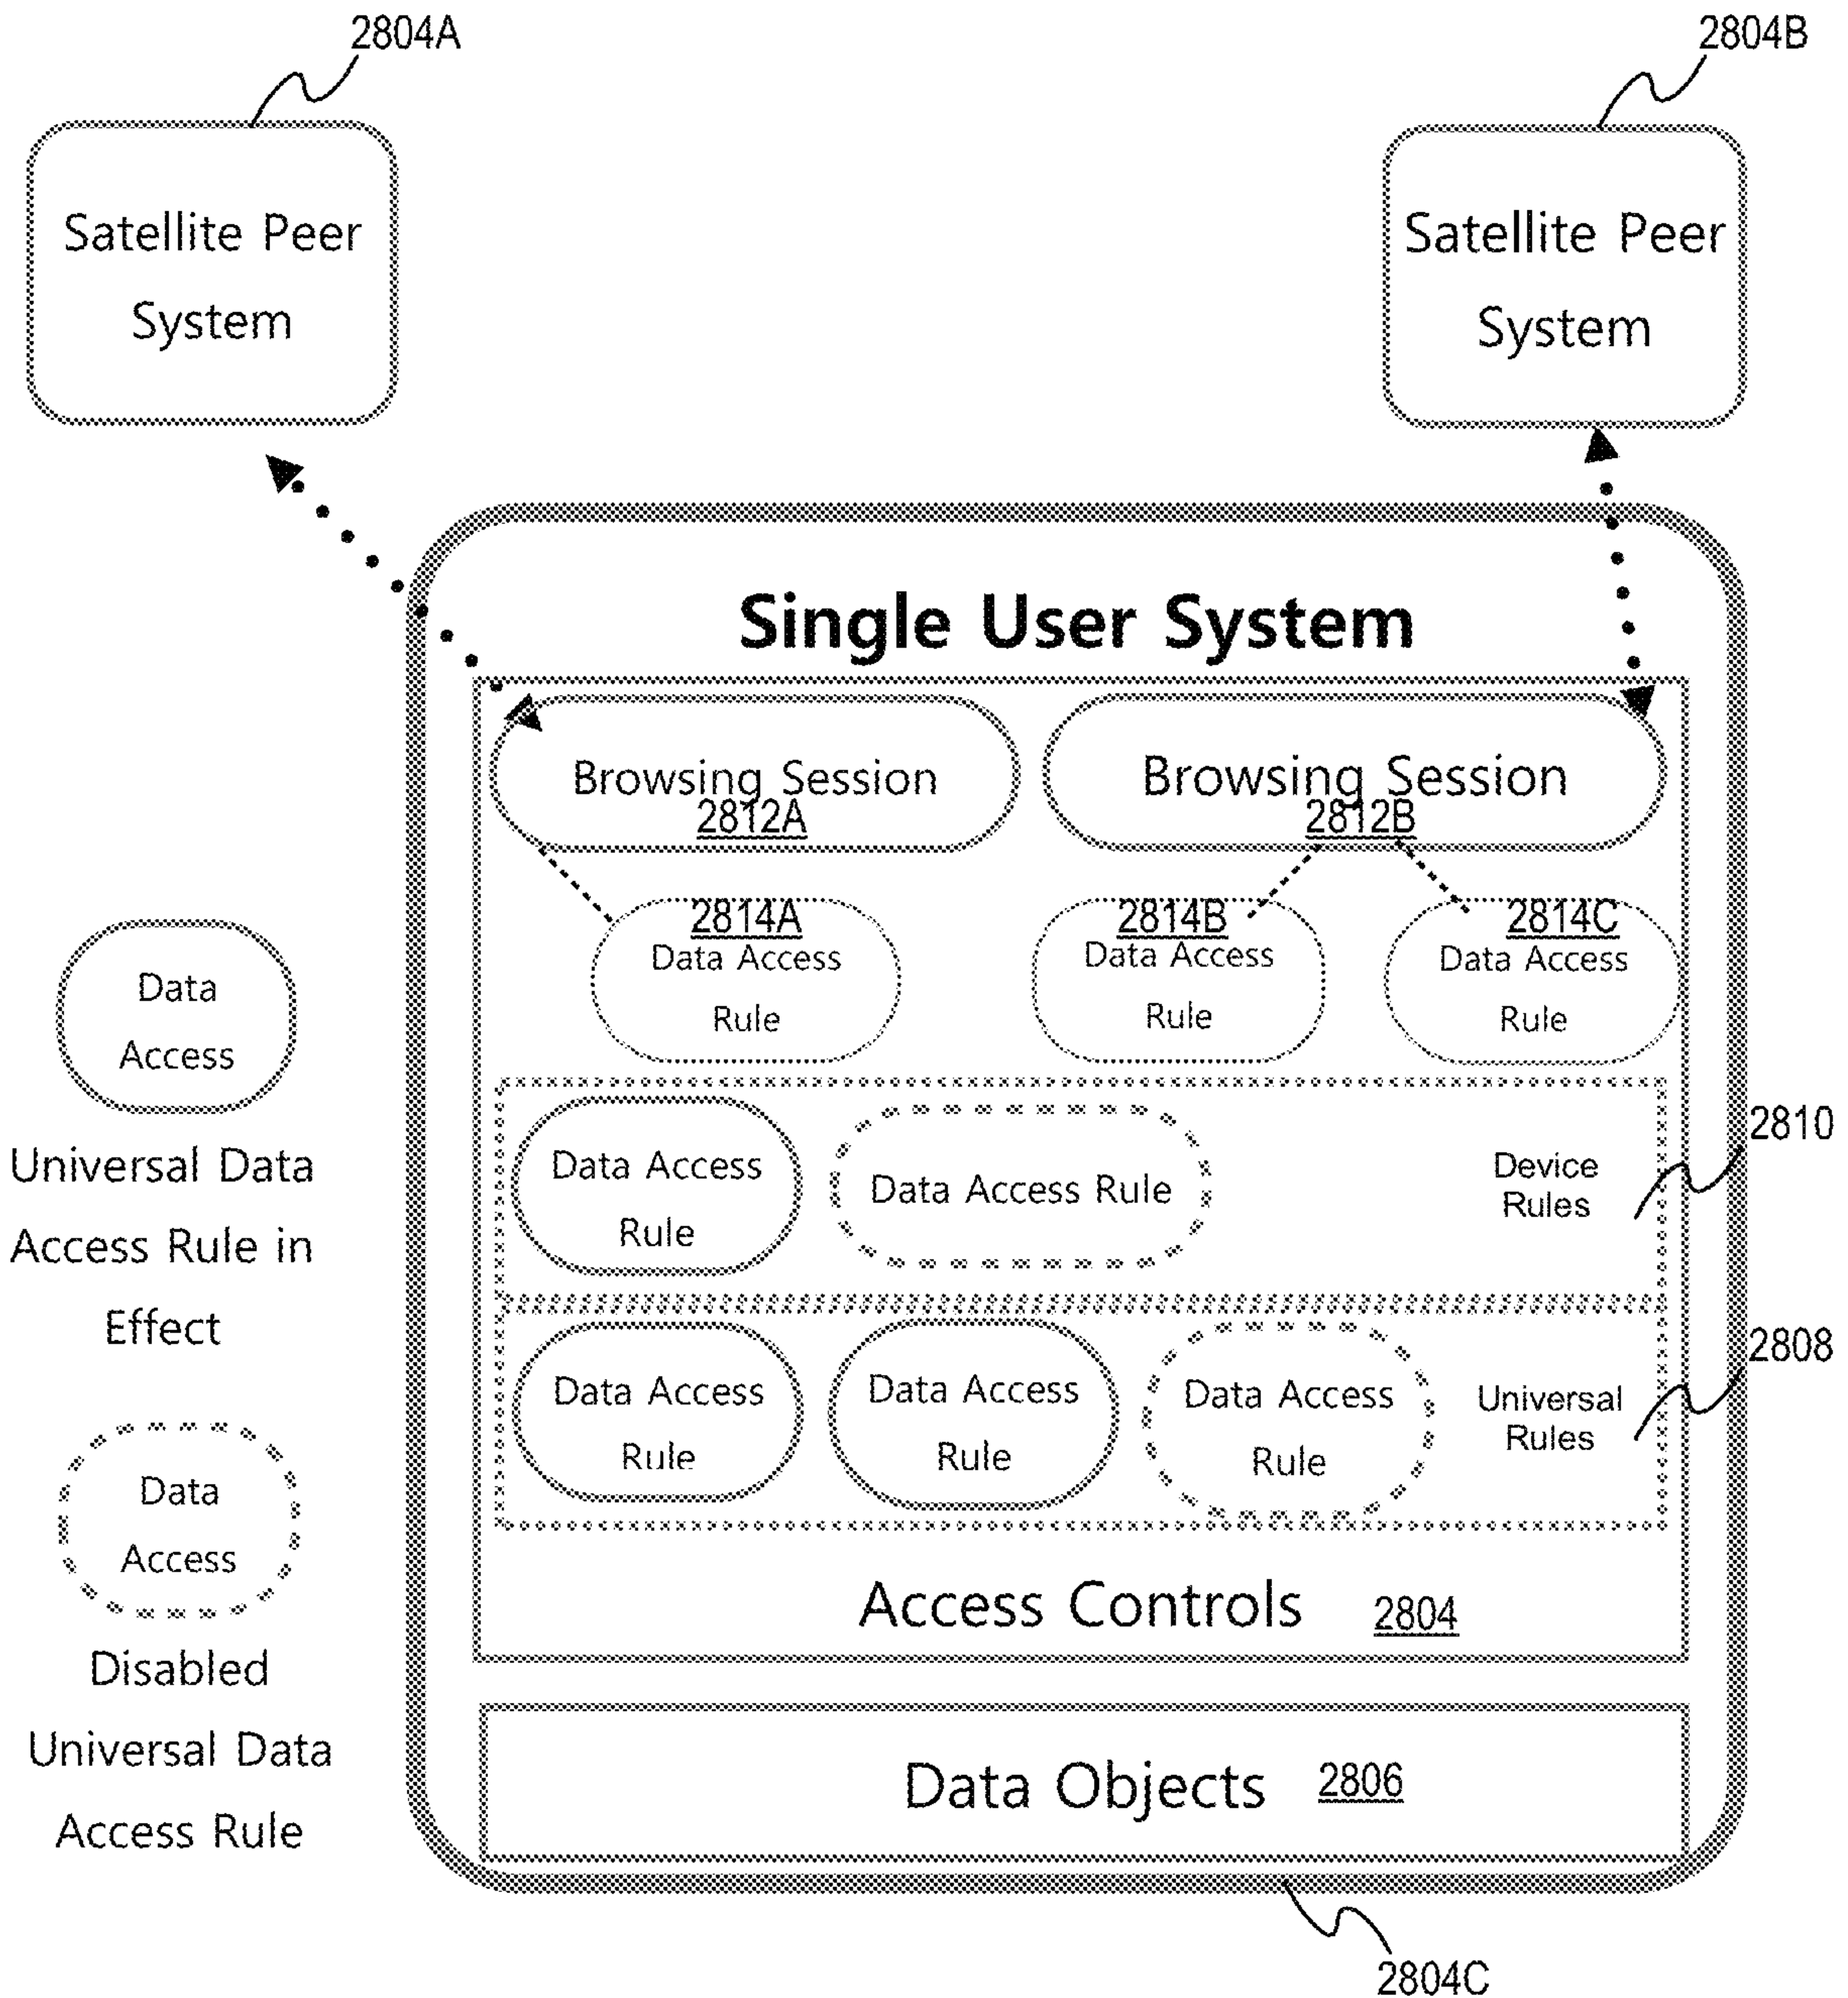 2804A
2804B
Satellite Peer
System
Satellite Peer
System
Single User System
Browsing Session
2812A
Browsing Session
2812B
2814A
Data Access
Rule
2814B
Data Access
Rule
2814C
Data Access
Rule
Data
Access
Universal Data
Access Rule in
Effect
Data Access
Rule
Data Access Rule
Device
Rules
2810
Data Access
Rule
Data Access
Rule
Data Access
Rule
Universal
Rules
2808
Data
Access
Disabled
Universal Data
Access Rule
Access Controls 2804
Data Objects 2806
2804C